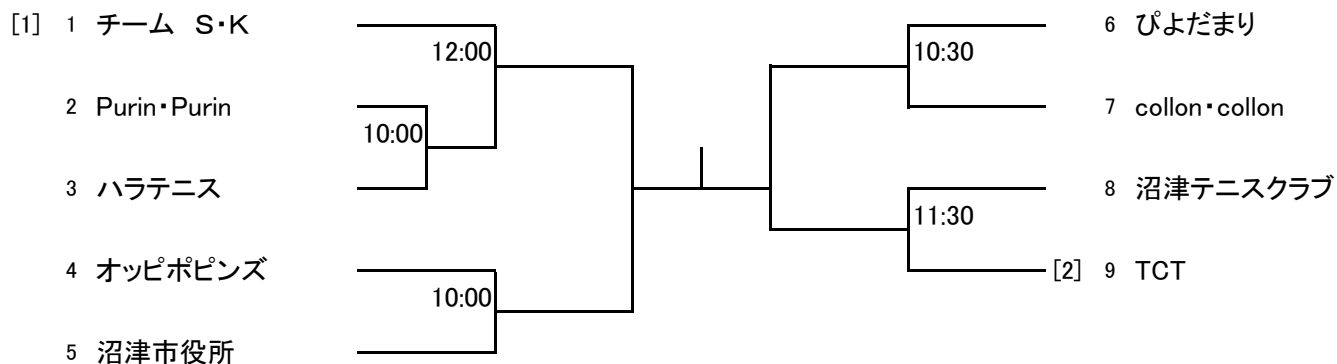 [1] 1 チーム S・K
12:00
2 Purin・Purin
10:00
3 ハラテニス
4 オッピポピンズ
10:00
5 沼津市役所
6 ぴよだまり
10:30
7 collon・collon
8 沼津テニスクラブ
11:30
[2] 9 TCT